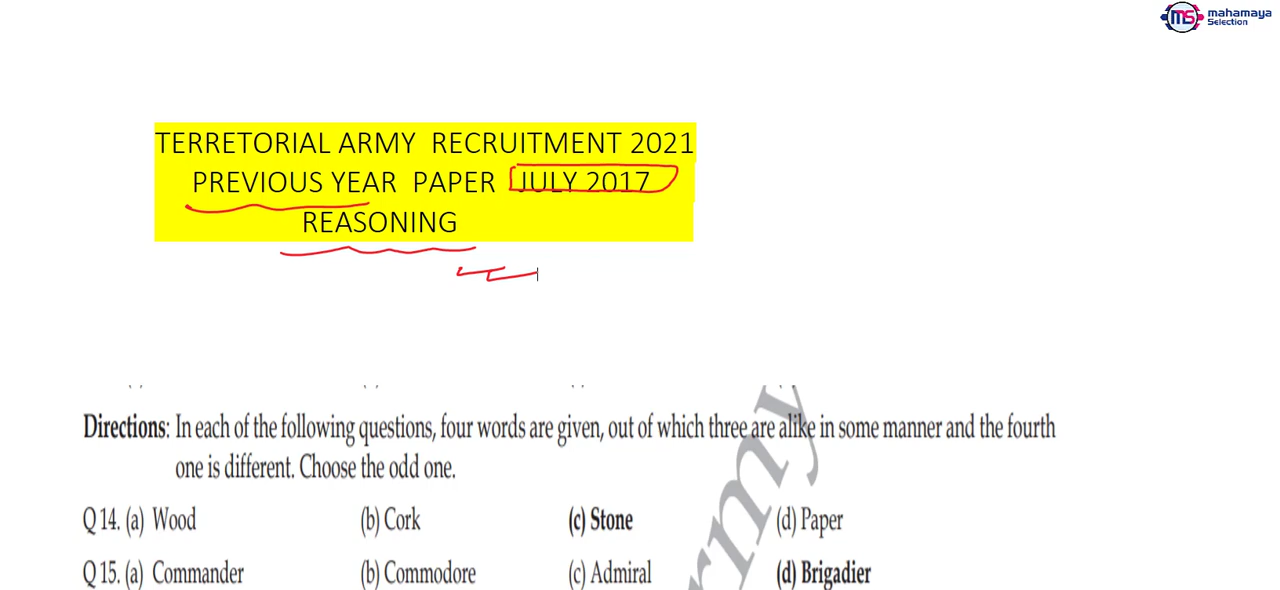 mahamaya
Selection
TERRETORIAL ARMY RECRUITMENT 2021
PREVIOUS YEAR PAPER JULY 2017
REASONING
Directions: In each of the following questions, four words are given, out of which three are alike in some manner and the fourth
one is different. Choose the odd one.
Q 14. (a) Wood (b) Cork (c) Stone (d) Paper
Q 15. (a) Commander (b) Commodore (c) Admiral (d) Brigadier
rmy